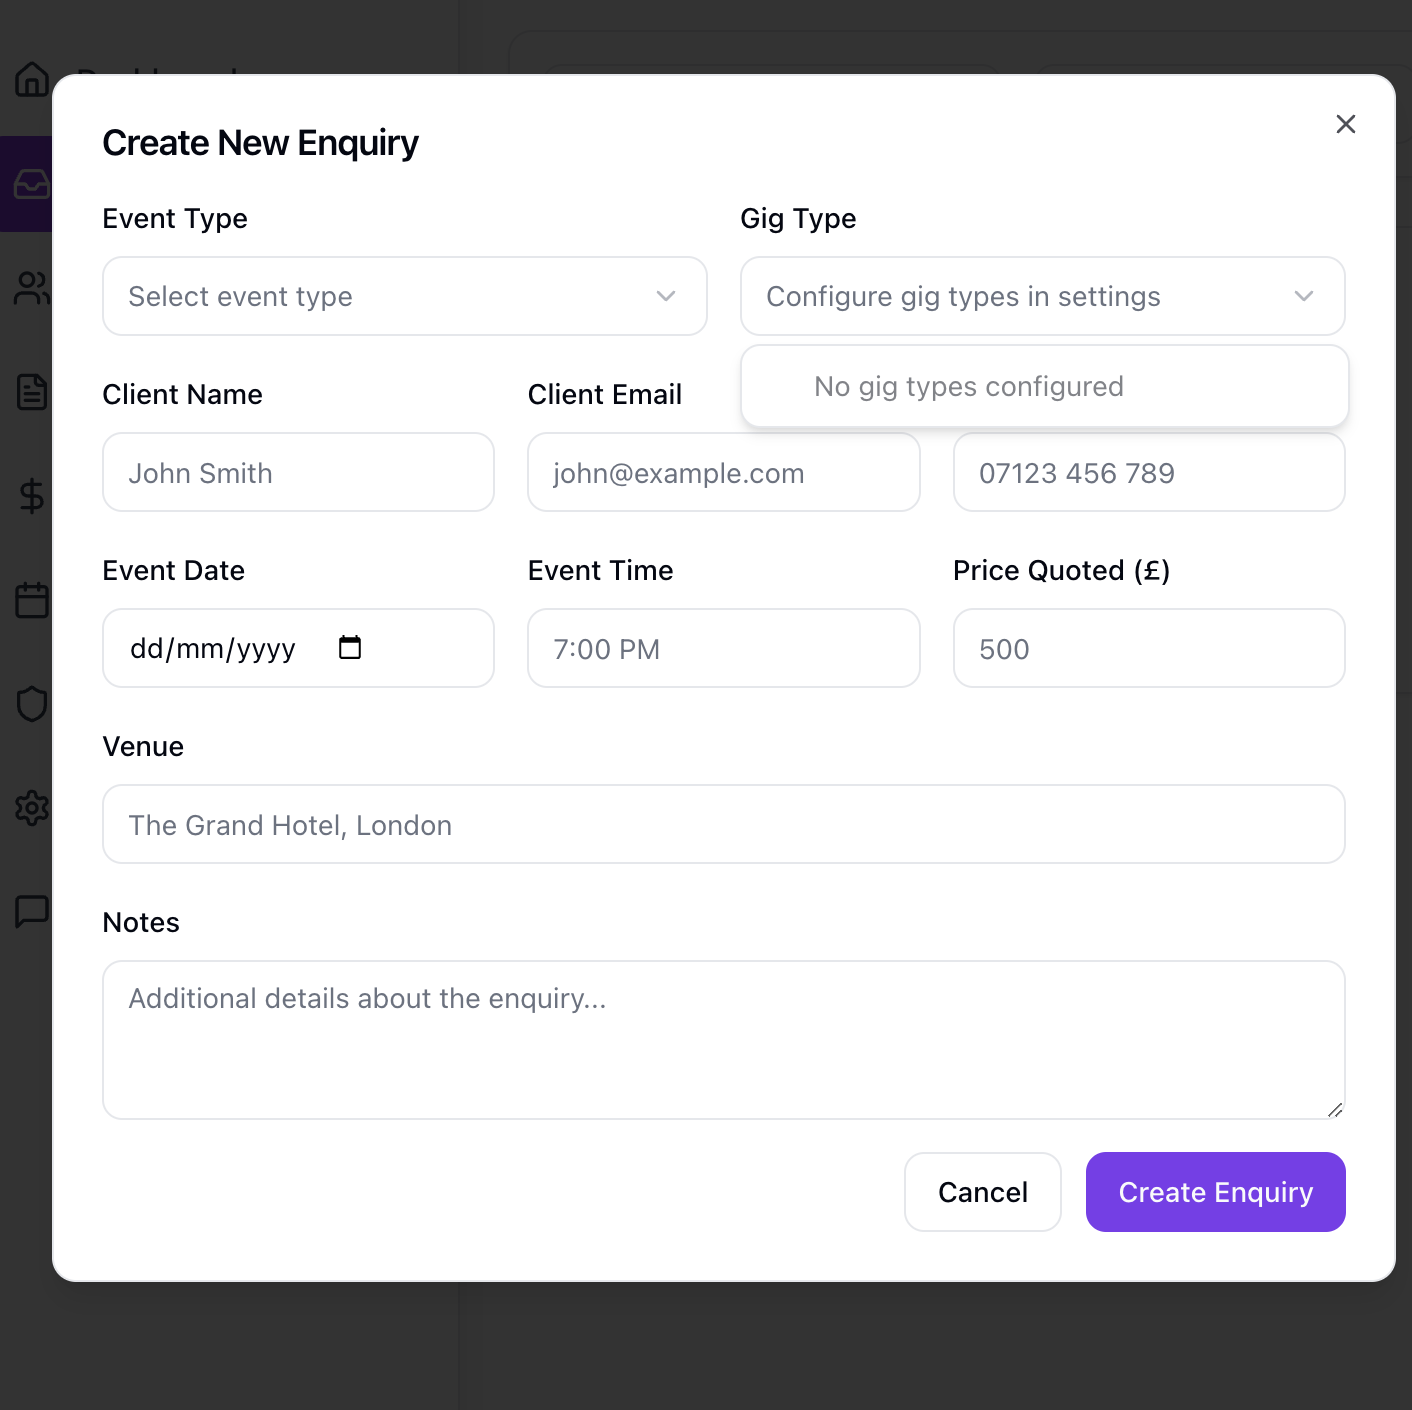 Create New Enquiry
Event Type
Gig Type
Select event type
Configure gig types in settings
No gig types configured
Client Name
Client Email
John Smith
john@example.com
07123 456 789
Event Date
Event Time
Price Quoted (£)
dd/mm/yyyy
7:00 PM
500
Venue
The Grand Hotel, London
Notes
Additional details about the enquiry...
Cancel
Create Enquiry